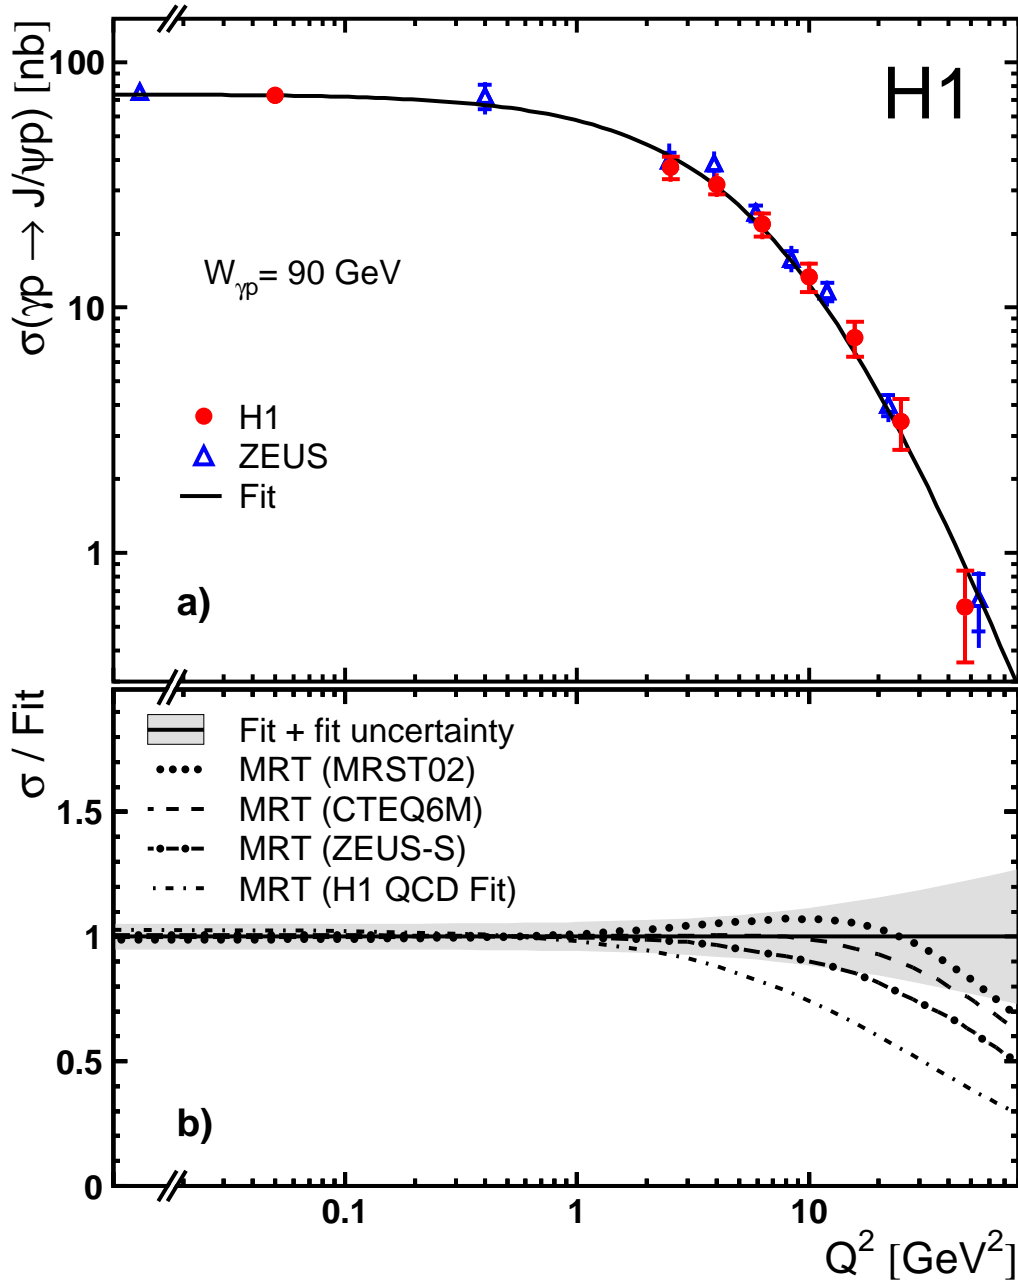 σ(γp → J/ψp) [nb]
100
10
1
H1
W_γp = 90 GeV
H1
ZEUS
Fit
a)
σ / Fit
1.5
1
0.5
0
Fit + fit uncertainty
MRT (MRST02)
MRT (CTEQ6M)
MRT (ZEUS-S)
MRT (H1 QCD Fit)
b)
0.1
1
10
Q² [GeV²]